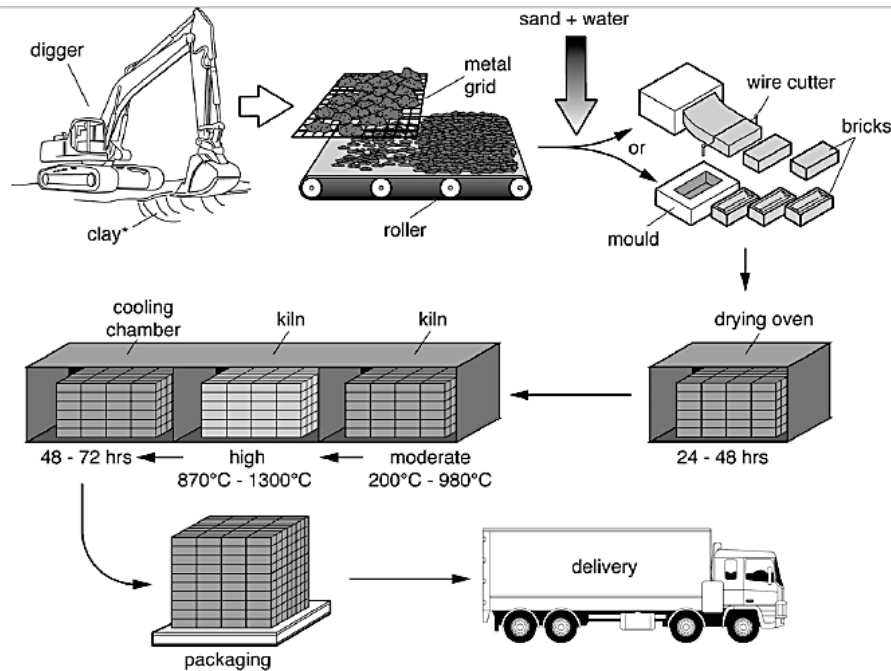 sand + water
digger
metal
grid
wire cutter
or
bricks
roller
mould
clay*
cooling
chamber
kiln
kiln
drying oven
48 - 72 hrs
high
870°C - 1300°C
moderate
200°C - 980°C
24 - 48 hrs
delivery
packaging